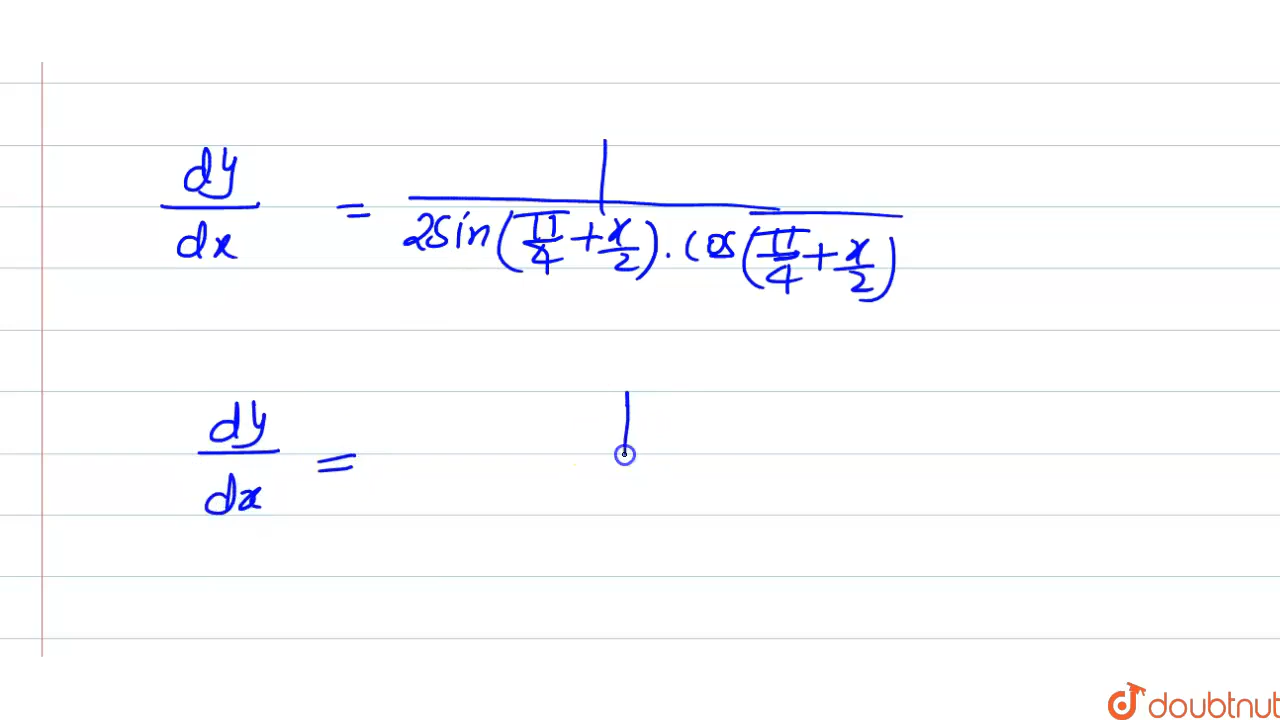 dy/dx = 1/(2sin(π/4 + x/2) . cos(π/4 + x/2))
dy/dx = 1
doubtnut